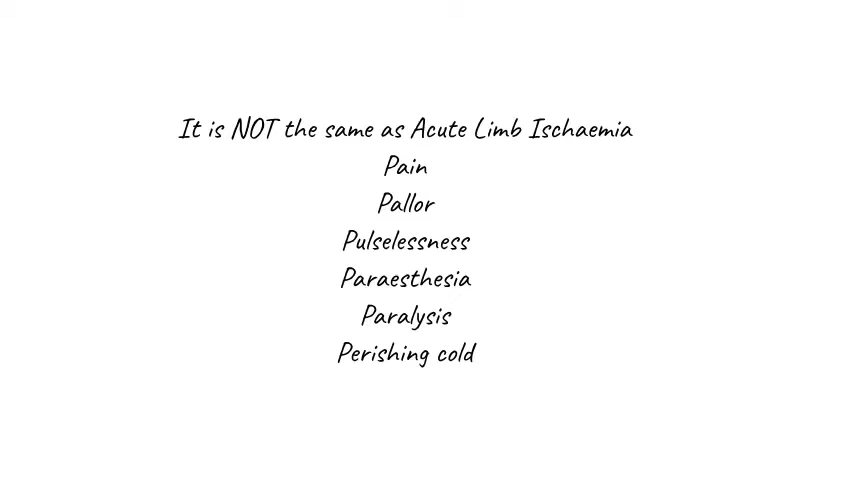 It is NOT the same as Acute Limb Ischaemia
Pain
Pallor
Pulselessness
Paraesthesia
Paralysis
Perishing cold